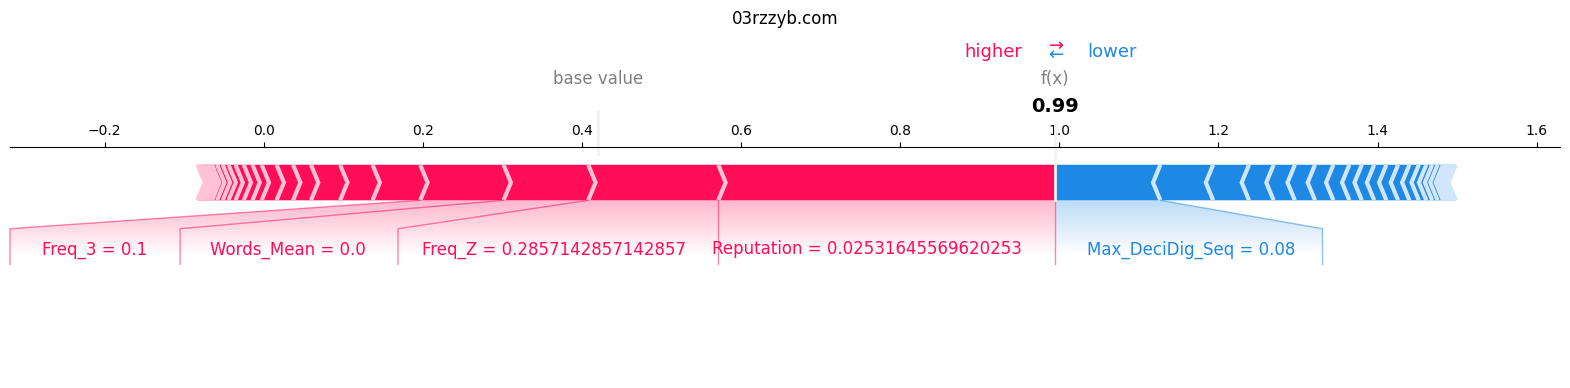 03rzzyb.com
higher ⇄ lower
base value f(x)
0.99
−0.2 0.0 0.2 0.4 0.6 0.8 1.0 1.2 1.4 1.6
Freq_3 = 0.1 Words_Mean = 0.0 Freq_Z = 0.2857142857142857 Reputation = 0.02531645569620253 Max_DeciDig_Seq = 0.08